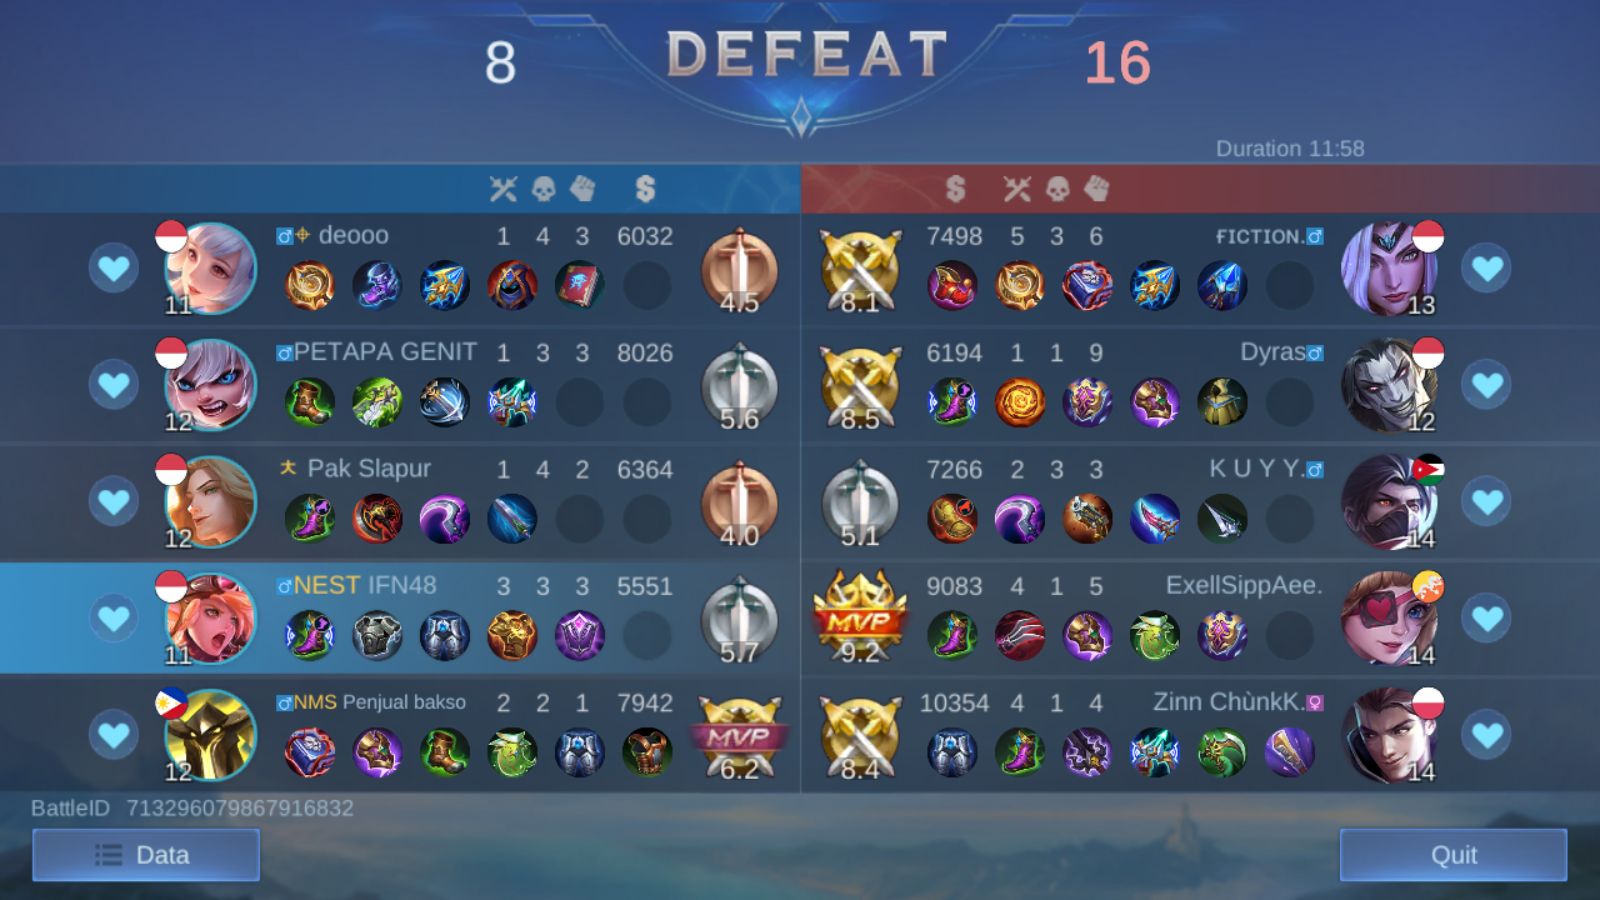 8 DEFEAT 16
Duration 11:58
deooo 1 4 3 6032
11 4.5
7498 5 3 6 ꜰICTION.
8.1 13
PETAPA GENIT 1 3 3 8026
12 5.6
6194 1 1 9 Dyras
8.5 12
大 Pak Slapur 1 4 2 6364
12 4.0
7266 2 3 3 K U Y Y.
5.1 14
NEST IFN48 3 3 3 5551
11 5.7
9083 4 1 5 ExellSippAee.
MVP
9.2 14
NMS Penjual bakso 2 2 1 7942
MVP
12 6.2
10354 4 1 4 Zinn ChùnkK.
8.4 14
BattleID 713296079867916832
Data
Quit